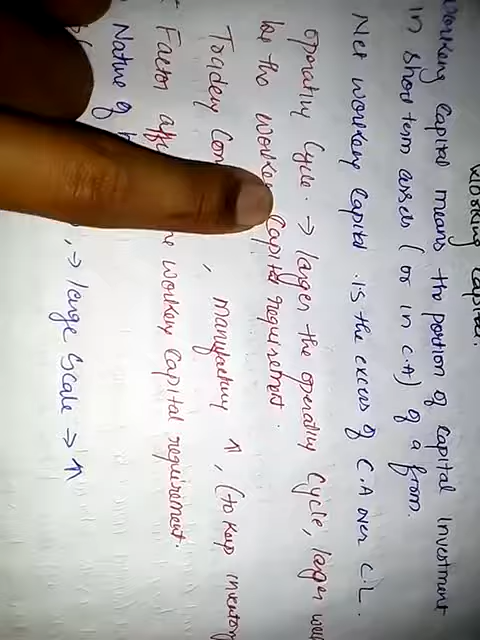 Working Capital.
Working Capital means the portion of capital investment
in short term assets (or in C.A) of a firm.
Net working Capital is the excess of C.A over C.L.
Operating Cycle → larger the operating Cycle, larger
be the working Capital requirement.
Trading Con , manufacturing ↑, (to keep inventory
Factor aff working Capital requirement.
Nature of
→ large Scale → ↑